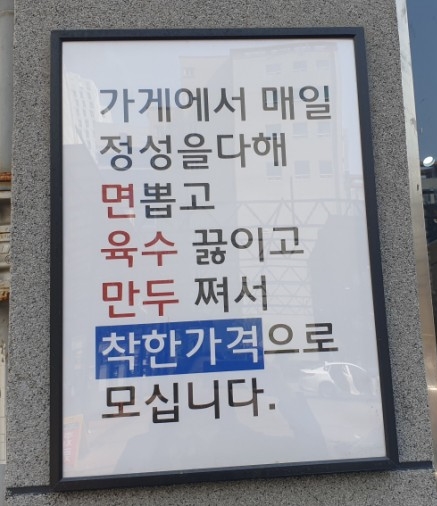 가게에서 매일
정성을다해
면뽑고
육수 끓이고
만두 쪄서
착한가격으로
모십니다.